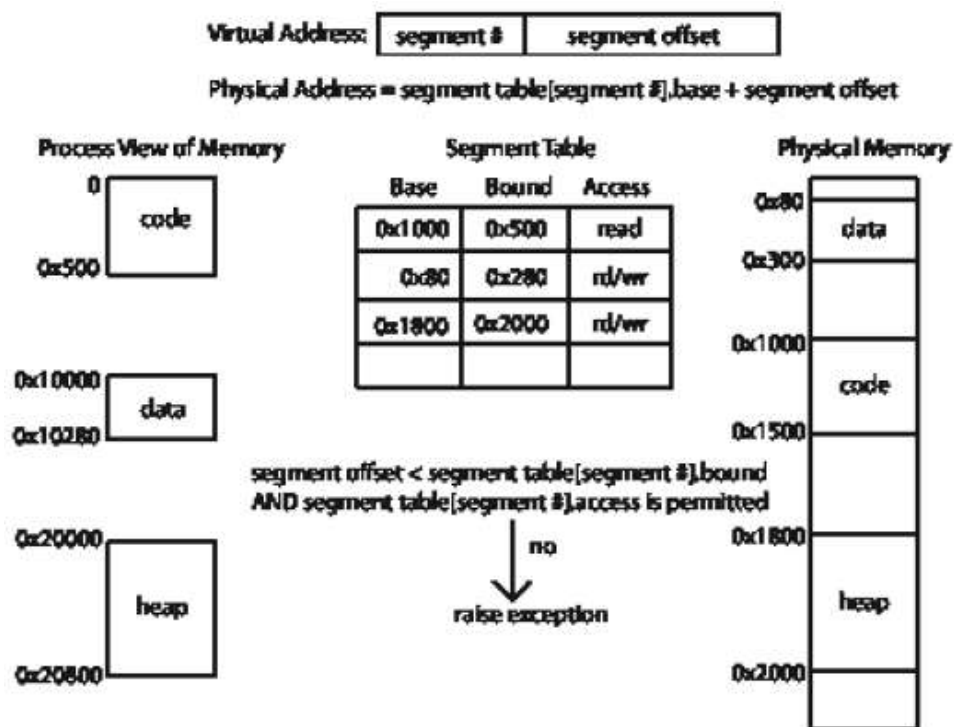 Virtual Address: segment # segment offset
Physical Address = segment table[segment #].base + segment offset
Process View of Memory
0
code
0x500
0x10000
data
0x10280
0x20000
heap
0x20800
Segment Table
Base Bound Access
0x1000 0x500 read
0x80 0x280 rd/wr
0x1800 0x2000 rd/wr
segment offset < segment table[segment #].bound
AND segment table[segment #].access is permitted
no
raise exception
Physical Memory
0x80
data
0x300
0x1000
code
0x1500
0x1800
heap
0x2000